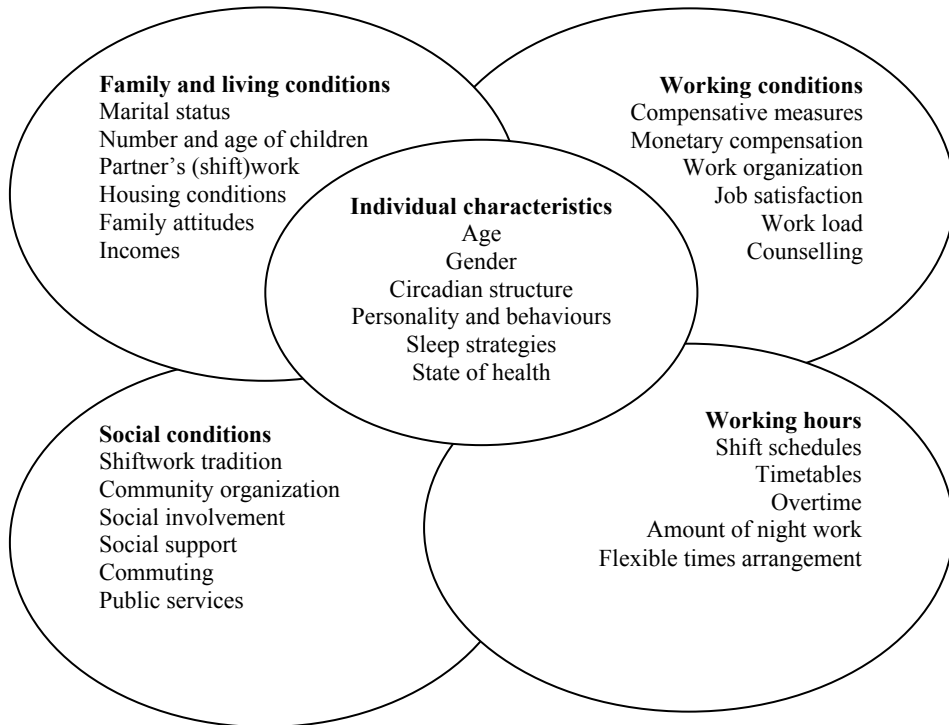 Family and living conditions
Marital status
Number and age of children
Partner’s (shift)work
Housing conditions
Family attitudes
Incomes
Working conditions
Compensative measures
Monetary compensation
Work organization
Job satisfaction
Work load
Counselling
Individual characteristics
Age
Gender
Circadian structure
Personality and behaviours
Sleep strategies
State of health
Social conditions
Shiftwork tradition
Community organization
Social involvement
Social support
Commuting
Public services
Working hours
Shift schedules
Timetables
Overtime
Amount of night work
Flexible times arrangement